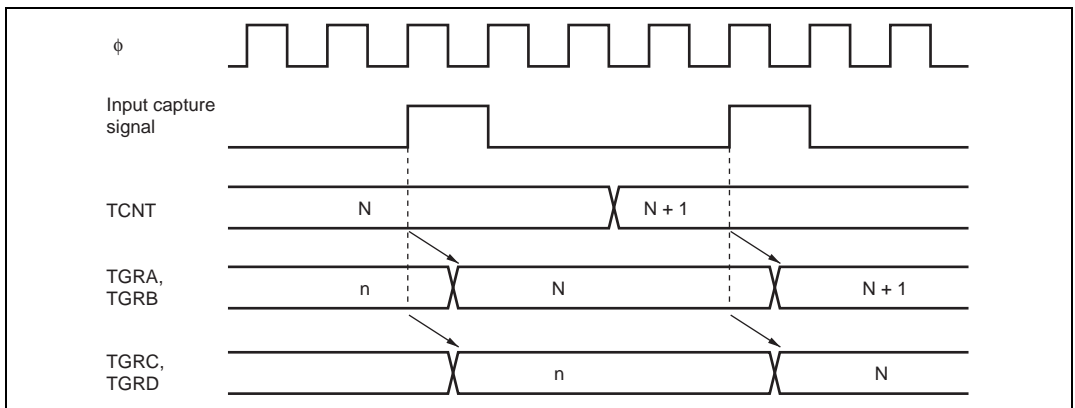 ϕ
Input capture
signal
TCNT
N
N + 1
TGRA,
TGRB
n
N
N + 1
TGRC,
TGRD
n
N